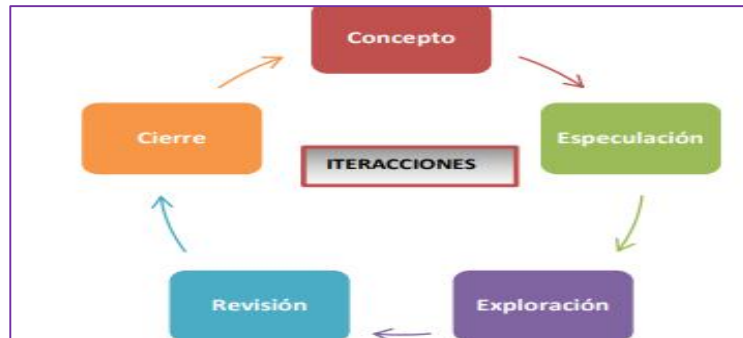 Concepto
Especulación
Exploración
Revisión
Cierre
ITERACCIONES